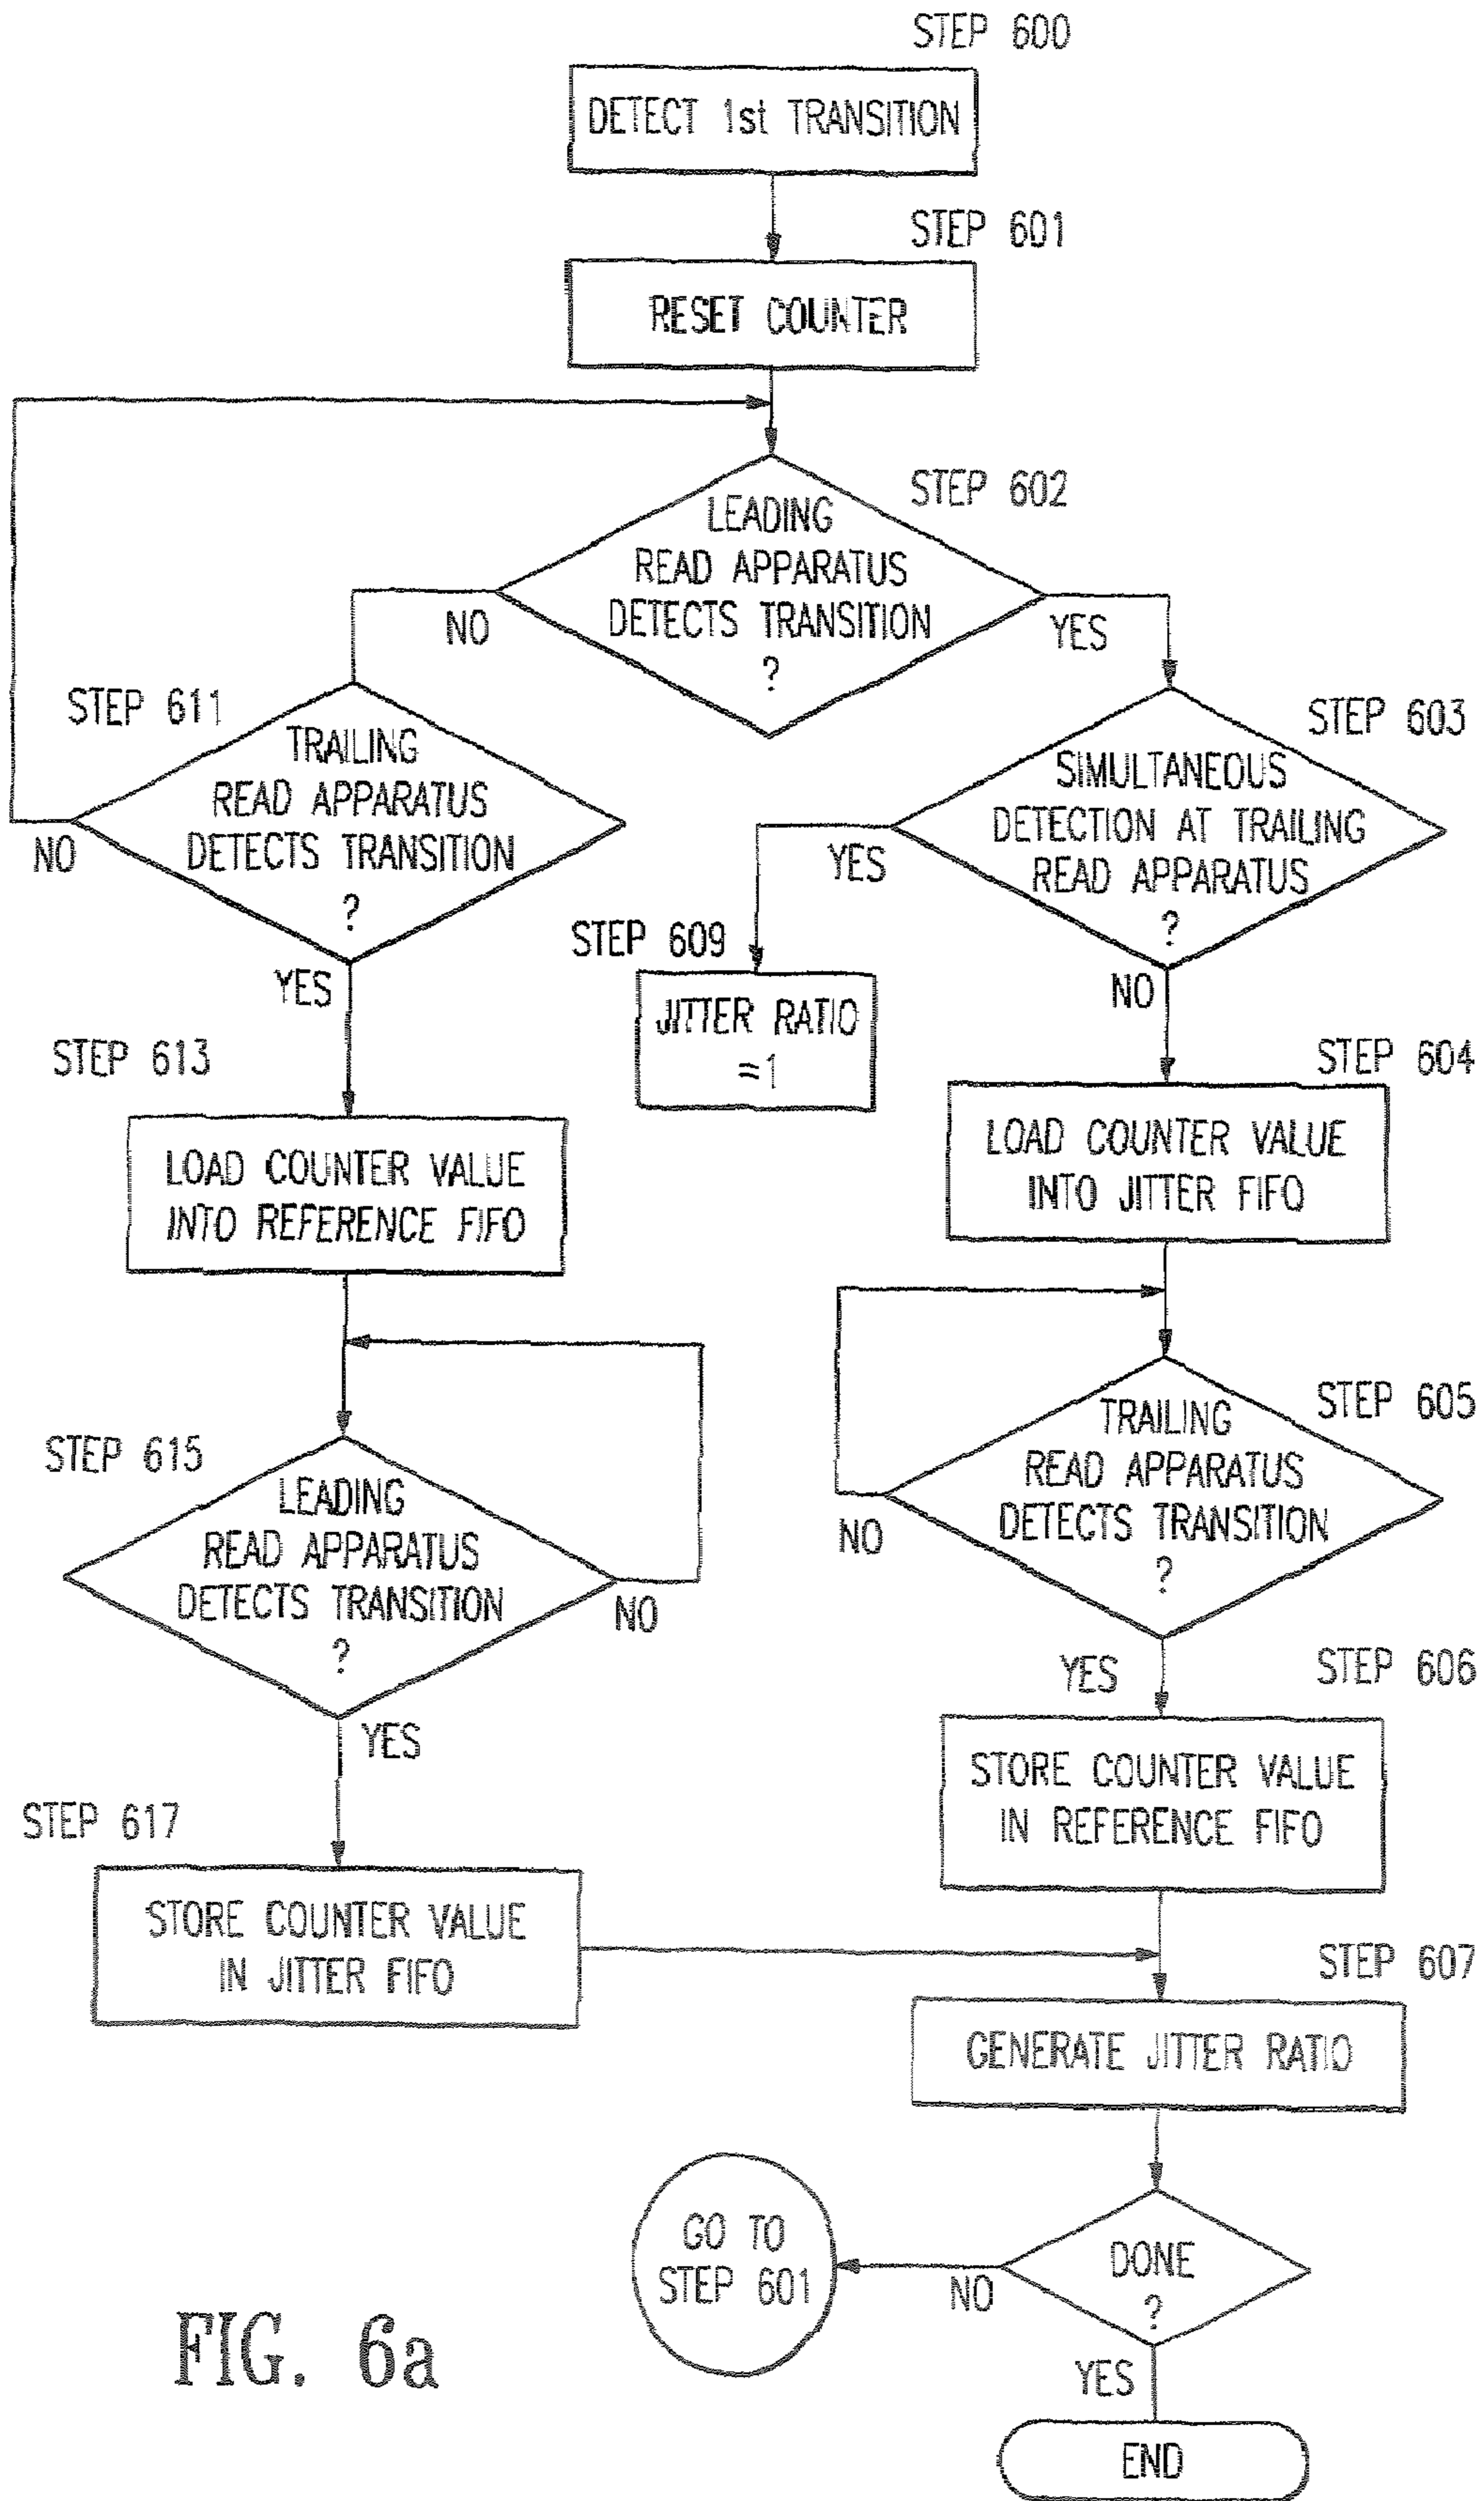 STEP 600
DETECT 1st TRANSITION
STEP 601
RESET COUNTER
STEP 602
LEADING
READ APPARATUS
DETECTS TRANSITION
?
NO
YES
STEP 611
TRAILING
READ APPARATUS
DETECTS TRANSITION
?
NO
YES
STEP 603
SIMULTANEOUS
DETECTION AT TRAILING
READ APPARATUS
?
YES
NO
STEP 609
JITTER RATIO
=1
STEP 613
LOAD COUNTER VALUE
INTO REFERENCE FIFO
STEP 604
LOAD COUNTER VALUE
INTO JITTER FIFO
STEP 615
LEADING
READ APPARATUS
DETECTS TRANSITION
?
NO
YES
STEP 605
TRAILING
READ APPARATUS
DETECTS TRANSITION
?
NO
YES
STEP 606
STORE COUNTER VALUE
IN REFERENCE FIFO
STEP 617
STORE COUNTER VALUE
IN JITTER FIFO
STEP 607
GENERATE JITTER RATIO
GO TO
STEP 601
DONE
?
NO
YES
END
FIG. 6a